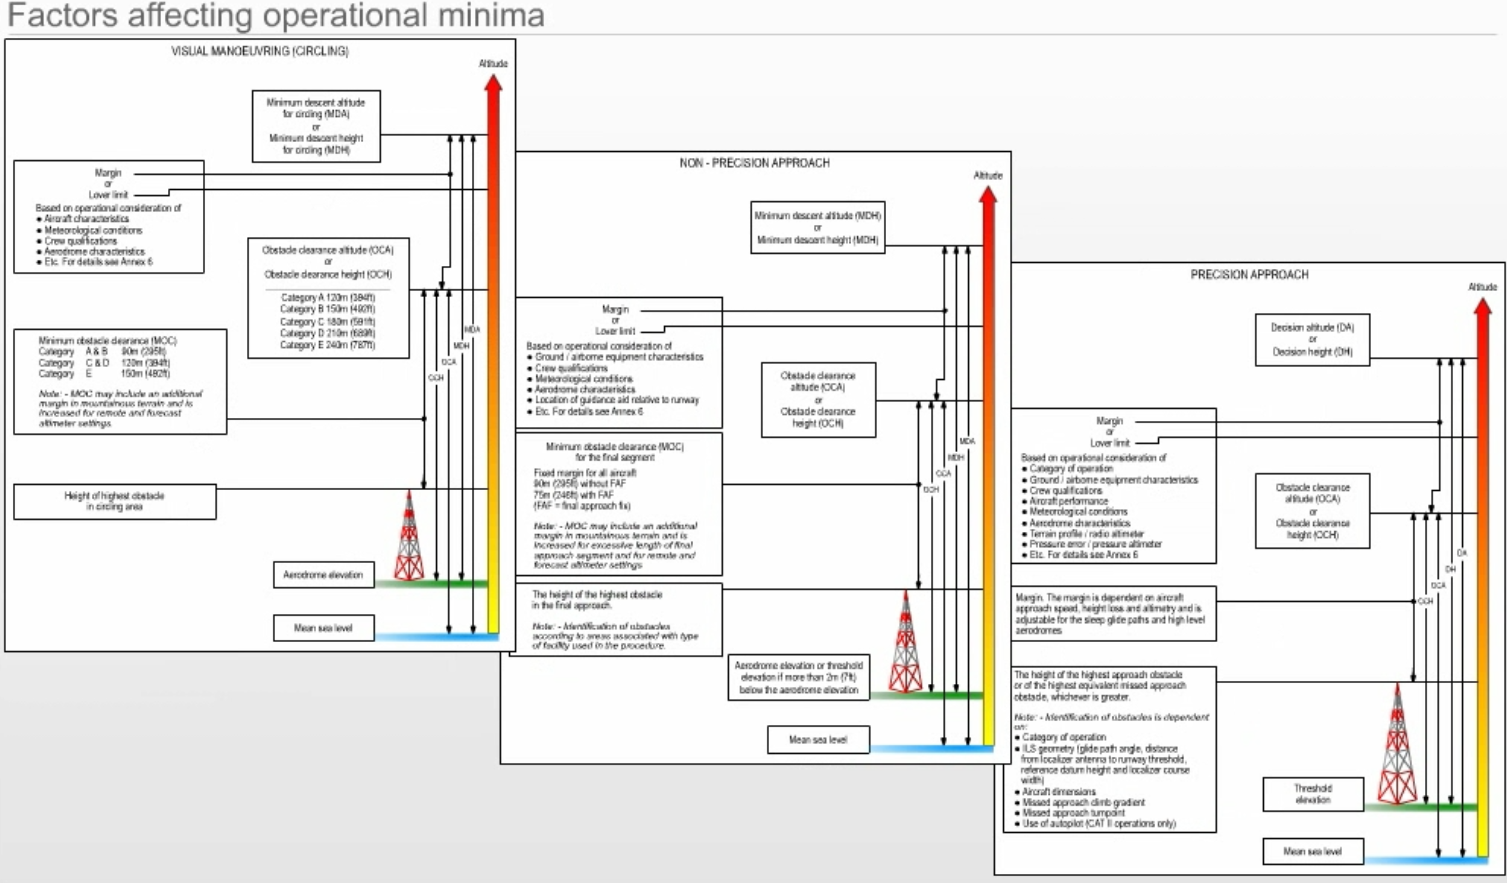 Factors affecting operational minima
VISUAL MANOEUVRING (CIRCLING)
Altitude
Minimum descent altitude
for circling (MDA)
or
Minimum descent height
for circling (MDH)
Margin
or
Lover limit
Based on operational consideration of
● Aircraft characteristics
● Meteorological conditions
● Crew qualifications
● Aerodrome characteristics
● Etc. For details see Annex 6
Obstacle clearance altitude (OCA)
or
Obstacle clearance height (OCH)
Category A 120m (394ft)
Category B 150m (492ft)
Category C 180m (591ft)
Category D 210m (689ft)
Category E 240m (787ft)
Minimum obstacle clearance (MOC)
Category A & B 90m (295ft)
Category C & D 120m (394ft)
Category E 150m (492ft)
Note: - MOC may include an additional
margin in mountainous terrain and is
increased for remote and forecast
altimeter settings.
MDA
MDH
OCA
OCH
Height of highest obstacle
in circling area
Aerodrome elevation
Mean sea level
NON - PRECISION APPROACH
Altitude
Minimum descent altitude (MDH)
or
Minimum descent height (MDH)
Margin
or
Lover limit
Based on operational consideration of
● Ground / airborne equipment characteristics
● Crew qualifications
● Meteorological conditions
● Aerodrome characteristics
● Location of guidance aid relative to runway
● Etc. For details see Annex 6
Obstacle clearance
altitude (OCA)
or
Obstacle clearance
height (OCH)
Minimum obstacle clearance (MOC)
for the final segment
Fixed margin for all aircraft
90m (295ft) without FAF
75m (246ft) with FAF
(FAF = final approach fix)
Note: - MOC may include an additional
margin in mountainous terrain and is
increased for excessive length of final
approach segment and for remote and
forecast altimeter settings
MDA
MDH
OCA
OCH
The height of the highest obstacle
in the final approach.
Note: - Identification of obstacles
according to areas associated with type
of facility used in the procedure.
Aerodrome elevation or threshold
elevation if more than 2m (7ft)
below the aerodrome elevation
Mean sea level
PRECISION APPROACH
Altitude
Decision altitude (DA)
or
Decision height (DH)
Margin
or
Lover limit
Based on operational consideration of
● Category of operation
● Ground / airborne equipment characteristics
● Crew qualifications
● Aircraft performance
● Meteorological conditions
● Aerodrome characteristics
● Terrain profile / radio altimeter
● Pressure error / pressure altimeter
● Etc. For details see Annex 6
Obstacle clearance
altitude (OCA)
or
Obstacle clearance
height (OCH)
DA
DH
OCA
OCH
Margin. The margin is dependent on aircraft
approach speed, height loss and altimetry and is
adjustable for the sleep glide paths and high level
aerodromes
The height of the highest approach obstacle
or of the highest equivalent missed approach
obstacle, whichever is greater.
Note: - Identification of obstacles is dependent
on:
● Category of operation
● ILS geometry (glide path angle, distance
from localizer antenna to runway threshold,
reference datum height and localizer course
width)
● Aircraft dimensions
● Missed approach climb gradient
● Missed approach turnpoint
● Use of autopilot (CAT II operations only)
Threshold
elevation
Mean sea level